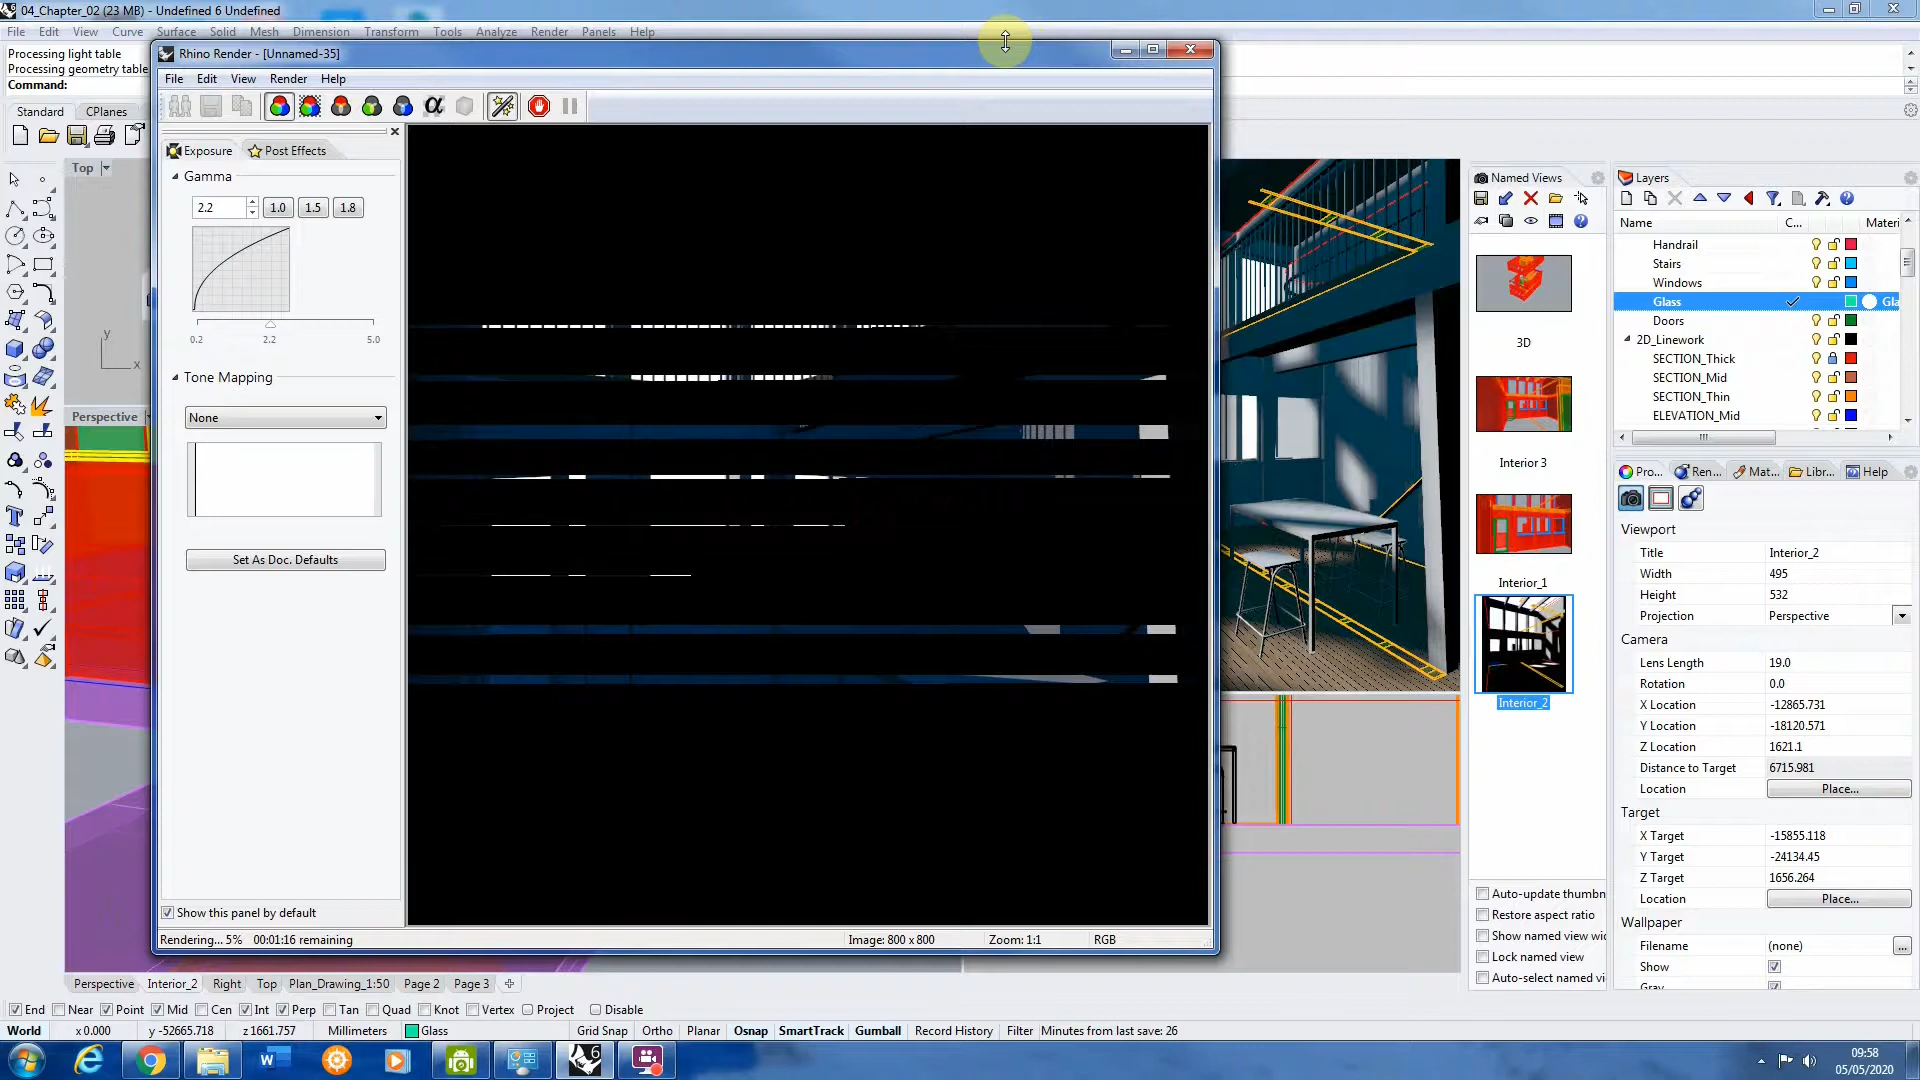 04_Chapter_02 (23 MB) - Undefined 6 Undefined
File Edit View Curve Surface Solid Mesh Dimension Transform Tools Analyze Render Panels Help
Processing light table
Processing geometry table
Command:
Standard CPlanes
Rhino Render - [Unnamed-35]
File Edit View Render Help
Exposure Post Effects
Gamma
2.2 1.0 1.5 1.8
0.2 2.2 5.0
Tone Mapping
None
Set As Doc. Defaults
Show this panel by default
Rendering... 5% 00:01:16 remaining Image: 800 x 800 Zoom: 1:1 RGB
Top
y
x
Perspective
Named Views
3D
Interior 3
Interior_1
Interior_2
Auto-update thumbn
Restore aspect ratio
Show named view wi
Lock named view
Auto-select named vi
Layers
Name C... Materi
Handrail
Stairs
Windows
Glass Gla
Doors
2D_Linework
SECTION_Thick
SECTION_Mid
SECTION_Thin
ELEVATION_Mid
Pro... Ren... Mat... Libr... Help
Viewport
Title Interior_2
Width 495
Height 532
Projection Perspective
Camera
Lens Length 19.0
Rotation 0.0
X Location -12865.731
Y Location -18120.571
Z Location 1621.1
Distance to Target 6715.981
Location Place...
Target
X Target -15855.118
Y Target -24134.45
Z Target 1656.264
Location Place...
Wallpaper
Filename (none) ...
Show
Gray
Perspective Interior_2 Right Top Plan_Drawing_1:50 Page 2 Page 3
End Near Point Mid Cen Int Perp Tan Quad Knot Vertex Project Disable
World x 0.000 y -52665.718 z 1661.757 Millimeters Glass Grid Snap Ortho Planar Osnap SmartTrack Gumball Record History Filter Minutes from last save: 26
09:58
05/05/2020